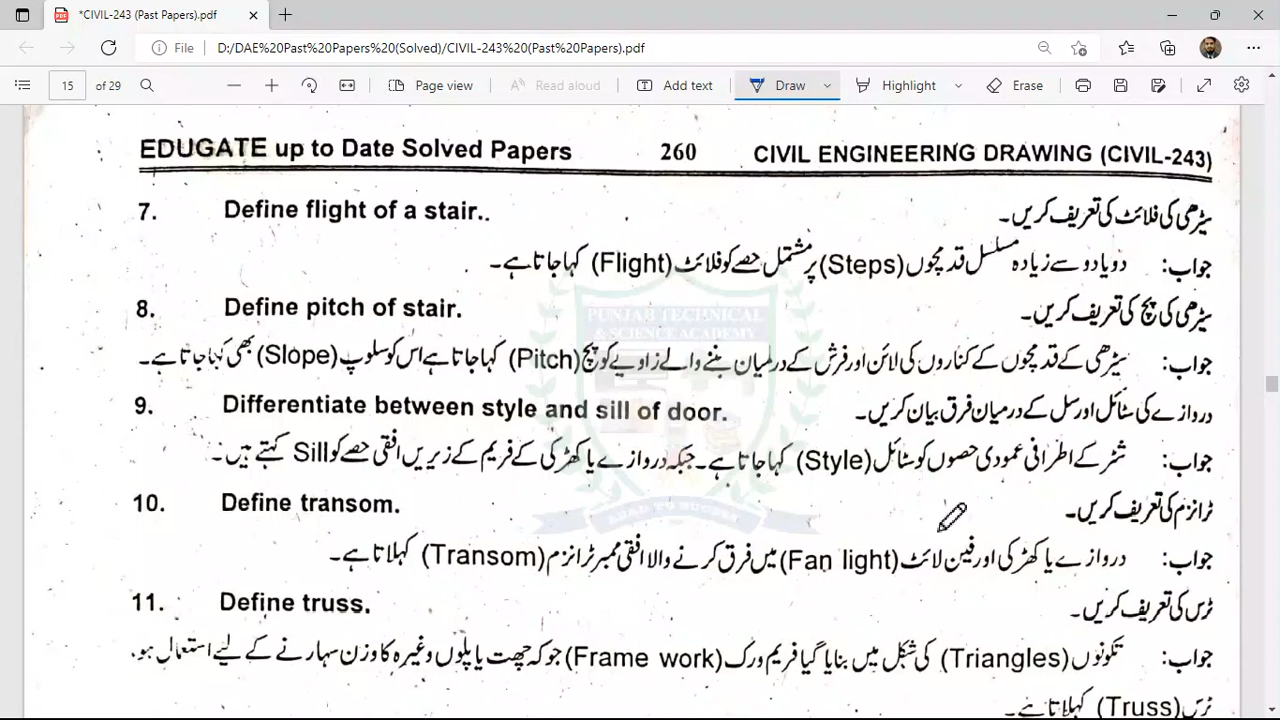 *CIVIL-243 (Past Papers).pdf
File D:/DAE%20Past%20Papers%20(Solved)/CIVIL-243%20(Past%20Papers).pdf
15 of 29 Page view Read aloud Add text Draw Highlight Erase
EDUGATE up to Date Solved Papers 260 CIVIL ENGINEERING DRAWING (CIVIL-243)
7. Define flight of a stair.. سیڑھی کی فلائٹ کی تعریف کریں۔
جواب: دو یا دو سے زیادہ مسلسل قدمچوں (Steps) پر مشتمل حصے کو فلائٹ (Flight) کہا جاتا ہے۔
8. Define pitch of stair. سیڑھی کی پچ کی تعریف کریں۔
جواب: سیڑھی کے قدمچوں کے کناروں کی لائن اور فرش کے درمیان بننے والے زاویے کو پچ (Pitch) کہا جاتا ہے اس کو سلوپ (Slope) بھی کہا جاتا ہے۔
9. Differentiate between style and sill of door. دروازے کی سٹائل اور سل کے درمیان فرق بیان کریں۔
جواب: شٹر کے اطرافی عمودی حصوں کو سٹائل (Style) کہا جاتا ہے۔ جبکہ دروازے یا کھڑکی کے فریم کے زیریں افقی حصے کو Sill کہتے ہیں۔
10. Define transom. ٹرانزم کی تعریف کریں۔
جواب: دروازے یا کھڑکی اور فین لائٹ (Fan light) میں فرق کرنے والا افقی ممبر ٹرانزم (Transom) کہلاتا ہے۔
11. Define truss. ٹرس کی تعریف کریں۔
جواب: تکونوں (Triangles) کی شکل میں بنایا گیا فریم ورک (Frame work) جو کہ چھت یا پلوں وغیرہ کا وزن سہارنے کے لیے استعمال ہو۔
ٹرس (Truss) کہلاتا ہے۔
PUNJAB TECHNICAL
& SCIENCE ACADEMY
ROAD TO SUCCESS